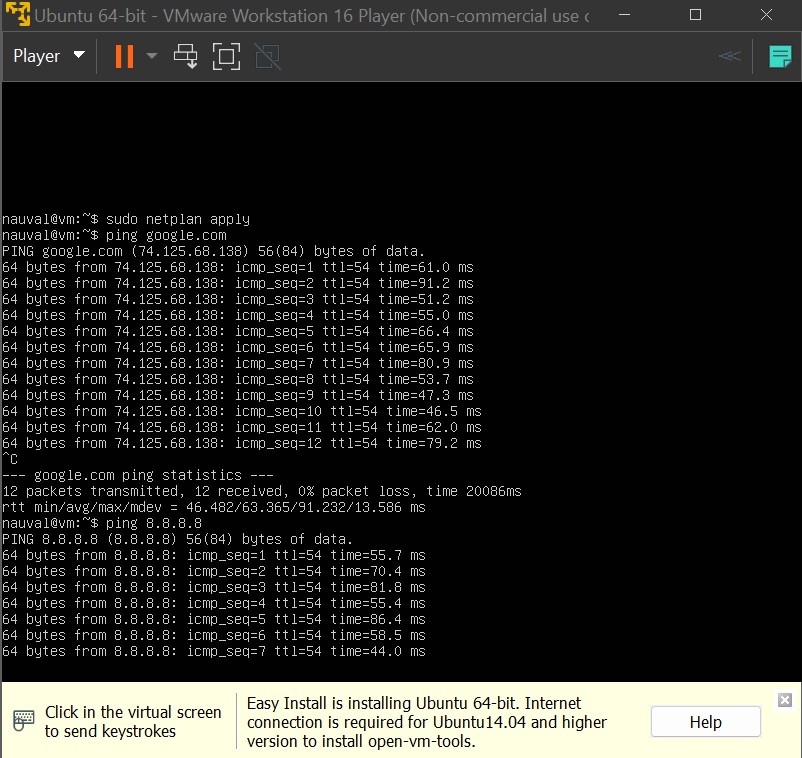 Ubuntu 64-bit - VMware Workstation 16 Player (Non-commercial use
Player
nauval@vm:~$ sudo netplan apply
nauval@vm:~$ ping google.com
PING google.com (74.125.68.138) 56(84) bytes of data.
64 bytes from 74.125.68.138: icmp_seq=1 ttl=54 time=61.0 ms
64 bytes from 74.125.68.138: icmp_seq=2 ttl=54 time=91.2 ms
64 bytes from 74.125.68.138: icmp_seq=3 ttl=54 time=51.2 ms
64 bytes from 74.125.68.138: icmp_seq=4 ttl=54 time=55.0 ms
64 bytes from 74.125.68.138: icmp_seq=5 ttl=54 time=66.4 ms
64 bytes from 74.125.68.138: icmp_seq=6 ttl=54 time=65.9 ms
64 bytes from 74.125.68.138: icmp_seq=7 ttl=54 time=80.9 ms
64 bytes from 74.125.68.138: icmp_seq=8 ttl=54 time=53.7 ms
64 bytes from 74.125.68.138: icmp_seq=9 ttl=54 time=47.3 ms
64 bytes from 74.125.68.138: icmp_seq=10 ttl=54 time=46.5 ms
64 bytes from 74.125.68.138: icmp_seq=11 ttl=54 time=62.0 ms
64 bytes from 74.125.68.138: icmp_seq=12 ttl=54 time=79.2 ms
^C
--- google.com ping statistics ---
12 packets transmitted, 12 received, 0% packet loss, time 20086ms
rtt min/avg/max/mdev = 46.482/63.365/91.232/13.586 ms
nauval@vm:~$ ping 8.8.8.8
PING 8.8.8.8 (8.8.8.8) 56(84) bytes of data.
64 bytes from 8.8.8.8: icmp_seq=1 ttl=54 time=55.7 ms
64 bytes from 8.8.8.8: icmp_seq=2 ttl=54 time=70.4 ms
64 bytes from 8.8.8.8: icmp_seq=3 ttl=54 time=81.8 ms
64 bytes from 8.8.8.8: icmp_seq=4 ttl=54 time=55.4 ms
64 bytes from 8.8.8.8: icmp_seq=5 ttl=54 time=86.4 ms
64 bytes from 8.8.8.8: icmp_seq=6 ttl=54 time=58.5 ms
64 bytes from 8.8.8.8: icmp_seq=7 ttl=54 time=44.0 ms
Click in the virtual screen
to send keystrokes
Easy Install is installing Ubuntu 64-bit. Internet
connection is required for Ubuntu14.04 and higher
version to install open-vm-tools.
Help